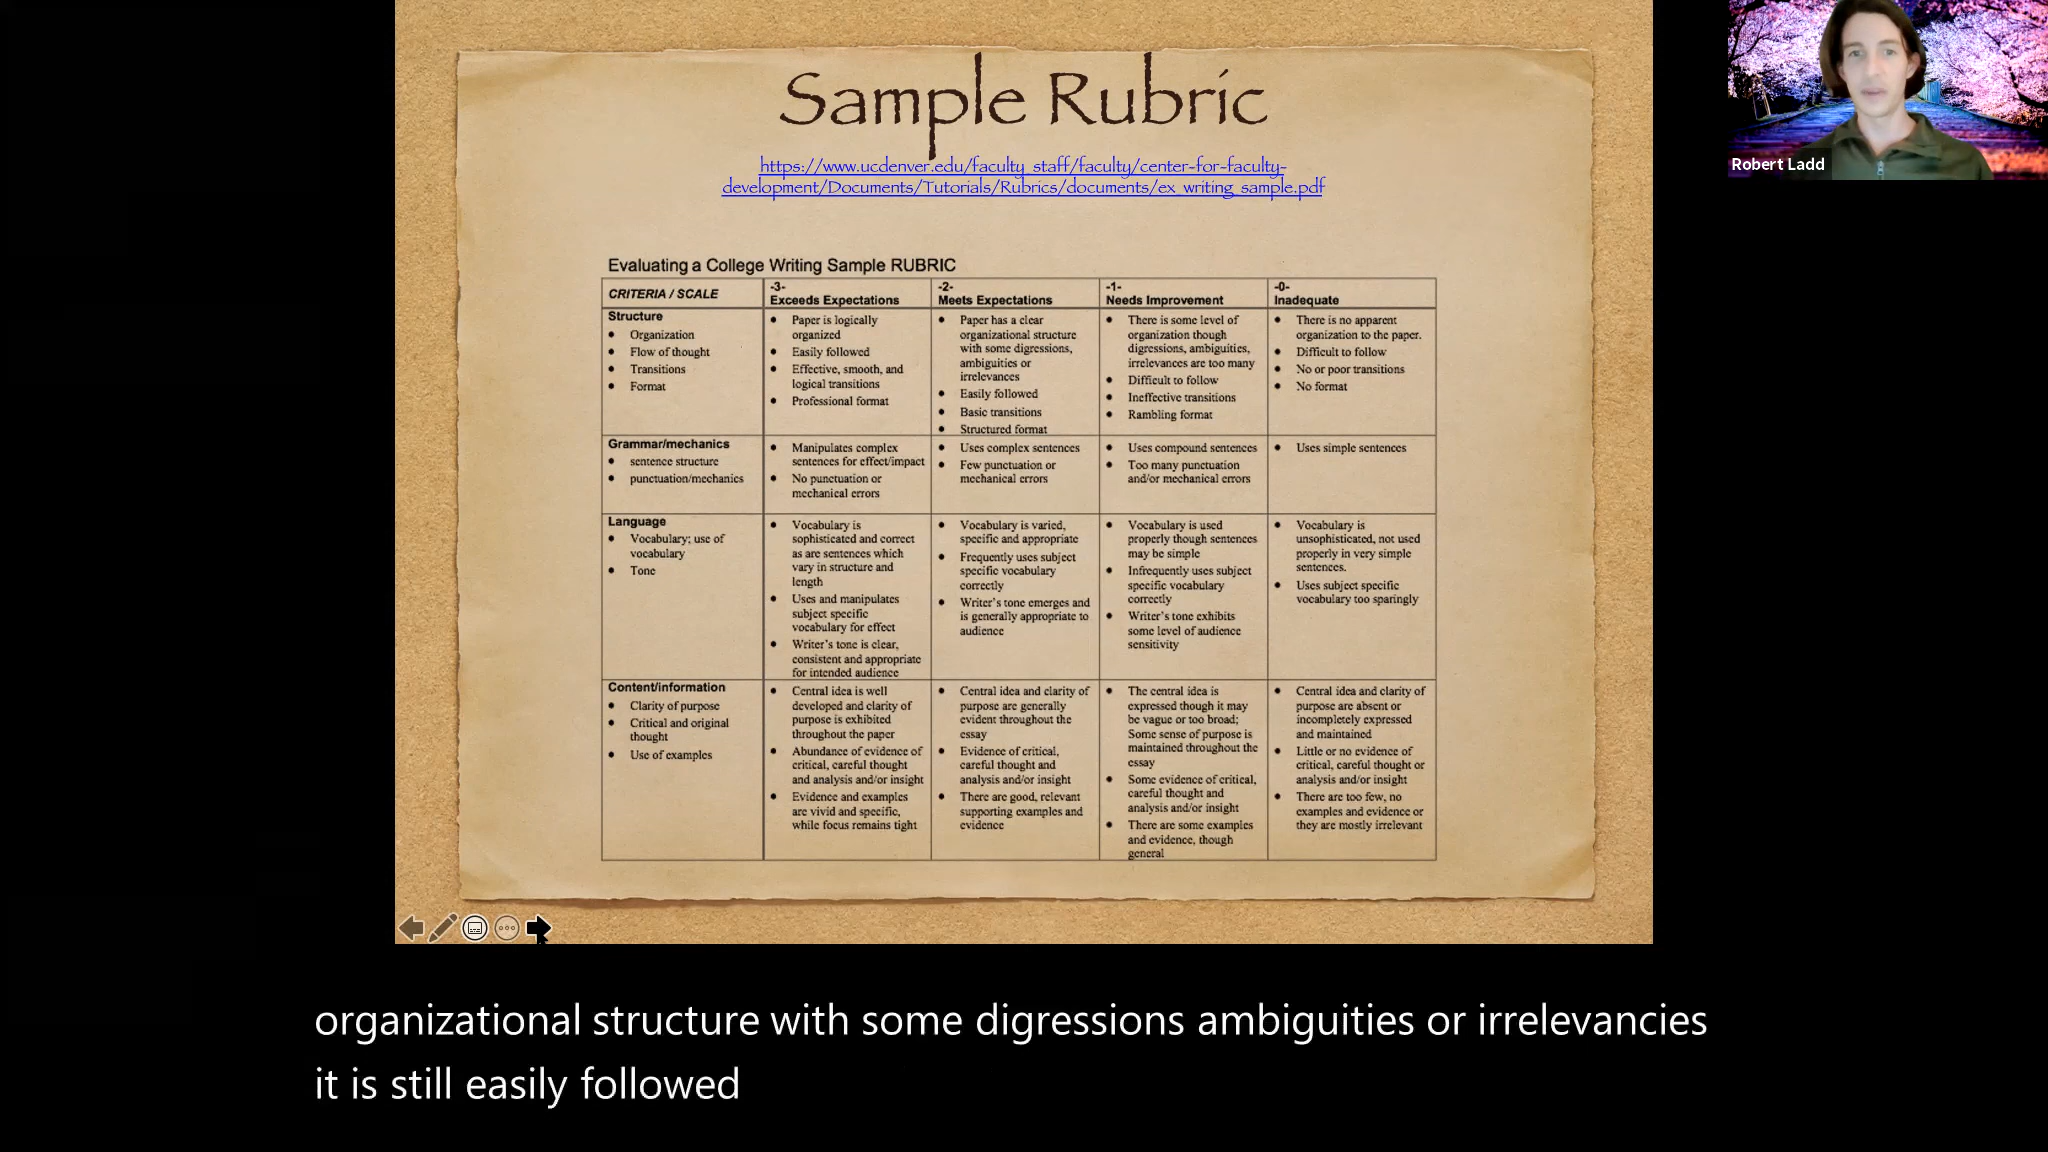 Sample Rubric
https://www.ucdenver.edu/faculty_staff/faculty/center-for-faculty-
development/Documents/Tutorials/Rubrics/documents/ex_writing_sample.pdf
Robert Ladd
Evaluating a College Writing Sample RUBRIC
CRITERIA / SCALE
-3-
Exceeds Expectations
-2-
Meets Expectations
-1-
Needs Improvement
-0-
Inadequate
Structure
• Organization
• Flow of thought
• Transitions
• Format
• Paper is logically
organized
• Easily followed
• Effective, smooth, and
logical transitions
• Professional format
• Paper has a clear
organizational structure
with some digressions,
ambiguities or
irrelevances
• Easily followed
• Basic transitions
• Structured format
• There is some level of
organization though
digressions, ambiguities,
irrelevances are too many
• Difficult to follow
• Ineffective transitions
• Rambling format
• There is no apparent
organization to the paper.
• Difficult to follow
• No or poor transitions
• No format
Grammar/mechanics
• sentence structure
• punctuation/mechanics
• Manipulates complex
sentences for effect/impact
• No punctuation or
mechanical errors
• Uses complex sentences
• Few punctuation or
mechanical errors
• Uses compound sentences
• Too many punctuation
and/or mechanical errors
• Uses simple sentences
Language
• Vocabulary; use of
vocabulary
• Tone
• Vocabulary is
sophisticated and correct
as are sentences which
vary in structure and
length
• Uses and manipulates
subject specific
vocabulary for effect
• Writer's tone is clear,
consistent and appropriate
for intended audience
• Vocabulary is varied,
specific and appropriate
• Frequently uses subject
specific vocabulary
correctly
• Writer's tone emerges and
is generally appropriate to
audience
• Vocabulary is used
properly though sentences
may be simple
• Infrequently uses subject
specific vocabulary
correctly
• Writer's tone exhibits
some level of audience
sensitivity
• Vocabulary is
unsophisticated, not used
properly in very simple
sentences.
• Uses subject specific
vocabulary too sparingly
Content/information
• Clarity of purpose
• Critical and original
thought
• Use of examples
• Central idea is well
developed and clarity of
purpose is exhibited
throughout the paper
• Abundance of evidence of
critical, careful thought
and analysis and/or insight
• Evidence and examples
are vivid and specific,
while focus remains tight
• Central idea and clarity of
purpose are generally
evident throughout the
essay
• Evidence of critical,
careful thought and
analysis and/or insight
• There are good, relevant
supporting examples and
evidence
• The central idea is
expressed though it may
be vague or too broad;
Some sense of purpose is
maintained throughout the
essay
• Some evidence of critical,
careful thought and
analysis and/or insight
• There are some examples
and evidence, though
general
• Central idea and clarity of
purpose are absent or
incompletely expressed
and maintained
• Little or no evidence of
critical, careful thought or
analysis and/or insight
• There are too few, no
examples and evidence or
they are mostly irrelevant
organizational structure with some digressions ambiguities or irrelevancies
it is still easily followed